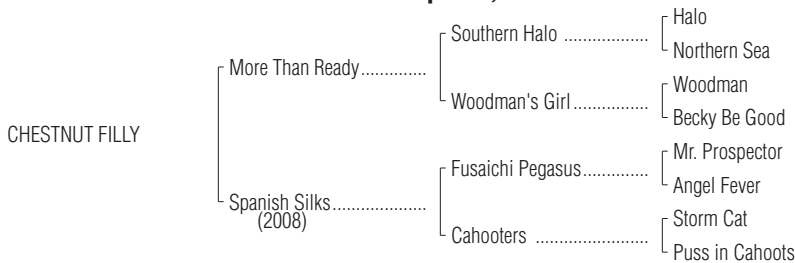 CHESTNUT FILLY
More Than Ready..............
Spanish Silks....................
(2008)
Southern Halo ..................
Woodman's Girl................
Fusaichi Pegasus..............
Cahooters ........................
Halo
Northern Sea
Woodman
Becky Be Good
Mr. Prospector
Angel Fever
Storm Cat
Puss in Cahoots